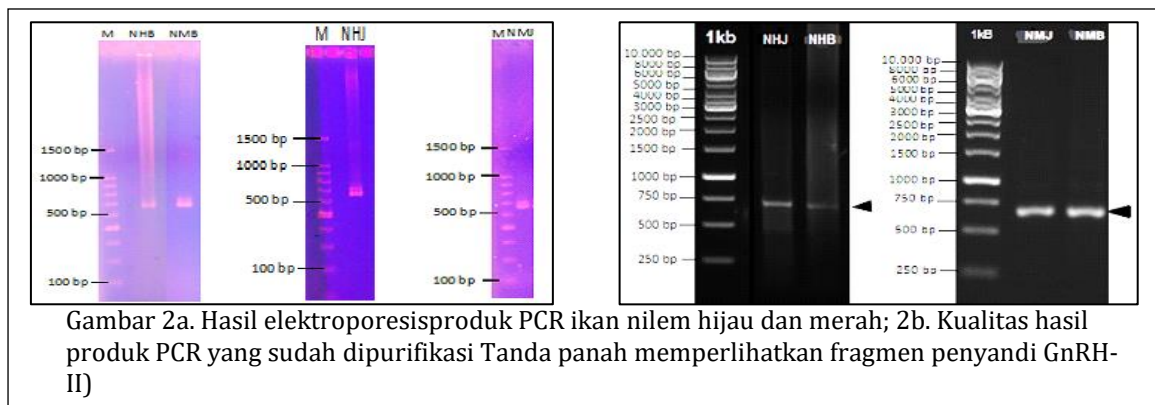 M NHB NMB
1500 bp
1000 bp
500 bp
100 bp
M NHJ
1500 bp
1000 bp
500 bp
100 bp
M NMJ
1500 bp
1000 bp
500 bp
100 bp
1kb NHJ NHB
10.000 bp
8000 bp
6000 bp
5000 bp
4000 bp
3000 bp
2500 bp
2000 bp
1500 bp
1000 bp
750 bp
500 bp
250 bp
1kB NMJ NMB
10.000 bp
8000 bp
6000 bp
5000 bp
4000 bp
3000 bp
2500 bp
2000 bp
1500 bp
1000 bp
750 bp
500 bp
250 bp
Gambar 2a. Hasil elektroporesisproduk PCR ikan nilem hijau dan merah; 2b. Kualitas hasil
produk PCR yang sudah dipurifikasi Tanda panah memperlihatkan fragmen penyandi GnRH-
II)